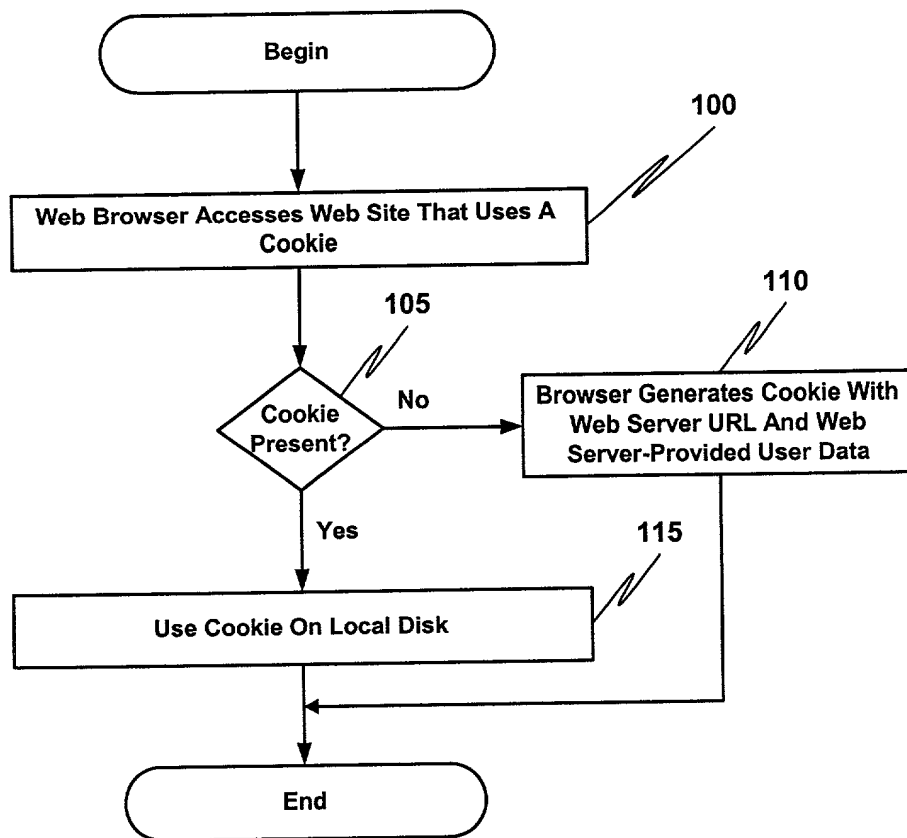 Begin
100
Web Browser Accesses Web Site That Uses A
Cookie
105
110
Cookie
Present?
No
Browser Generates Cookie With
Web Server URL And Web
Server-Provided User Data
Yes
115
Use Cookie On Local Disk
End